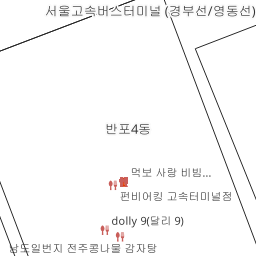 서울고속버스터미널 (경부선/영동선)
반포4동
먹보 사랑 비빔...
편비어킹 고속터미널점
dolly 9(달리 9)
남도일번지 전주콩나물 감자탕